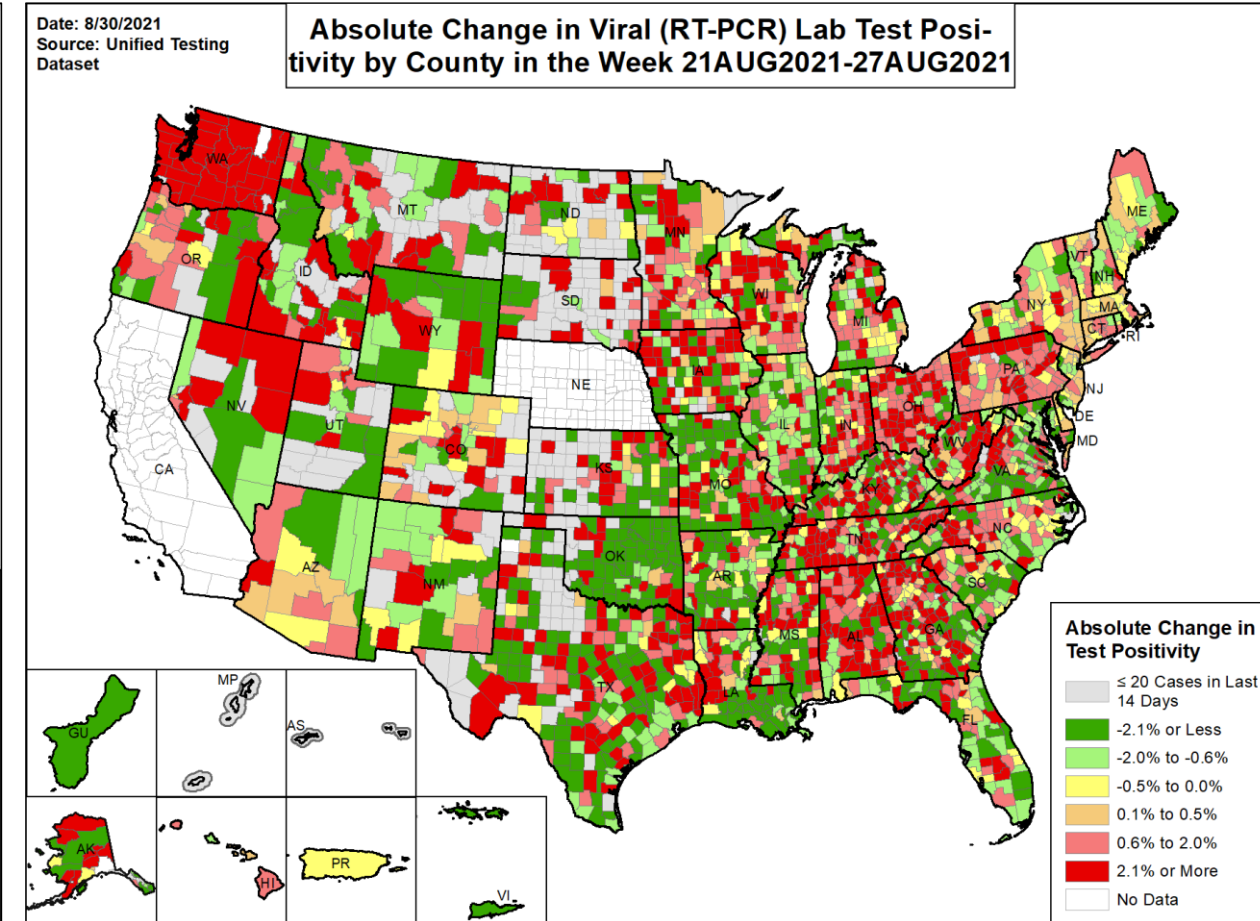 Date: 8/30/2021
Source: Unified Testing
Dataset
Absolute Change in Viral (RT-PCR) Lab Test Posi-
tivity by County in the Week 21AUG2021-27AUG2021
WA
MT
ND
MN
ME
OR
ID
SD
WI
MI
VT
NH
NY
MA
CT
RI
WY
IA
PA
NJ
NE
NV
UT
CO
IL
IN
OH
DE
MD
CA
KS
MO
WV
VA
KY
AZ
NM
OK
AR
TN
NC
SC
TX
LA
MS
AL
GA
FL
GU
MP
AS
AK
HI
PR
VI
Absolute Change in
Test Positivity
≤ 20 Cases in Last
14 Days
-2.1% or Less
-2.0% to -0.6%
-0.5% to 0.0%
0.1% to 0.5%
0.6% to 2.0%
2.1% or More
No Data